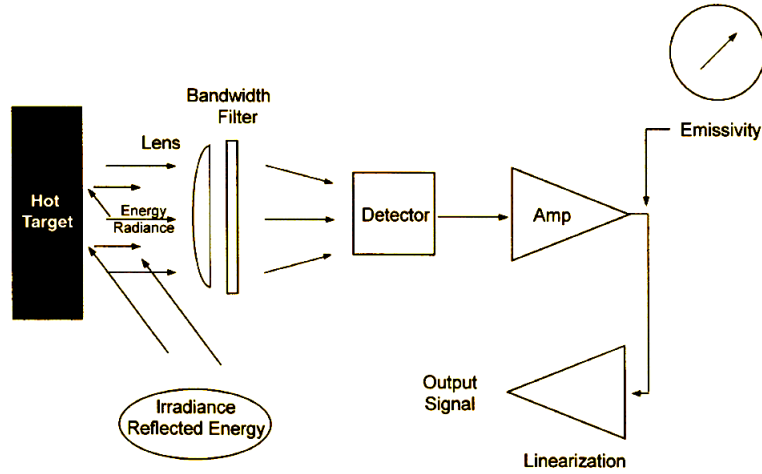 Bandwidth
Filter
Lens
Emissivity
Hot
Target
Energy
Radiance
Detector
Amp
Output
Signal
Irradiance
Reflected Energy
Linearization